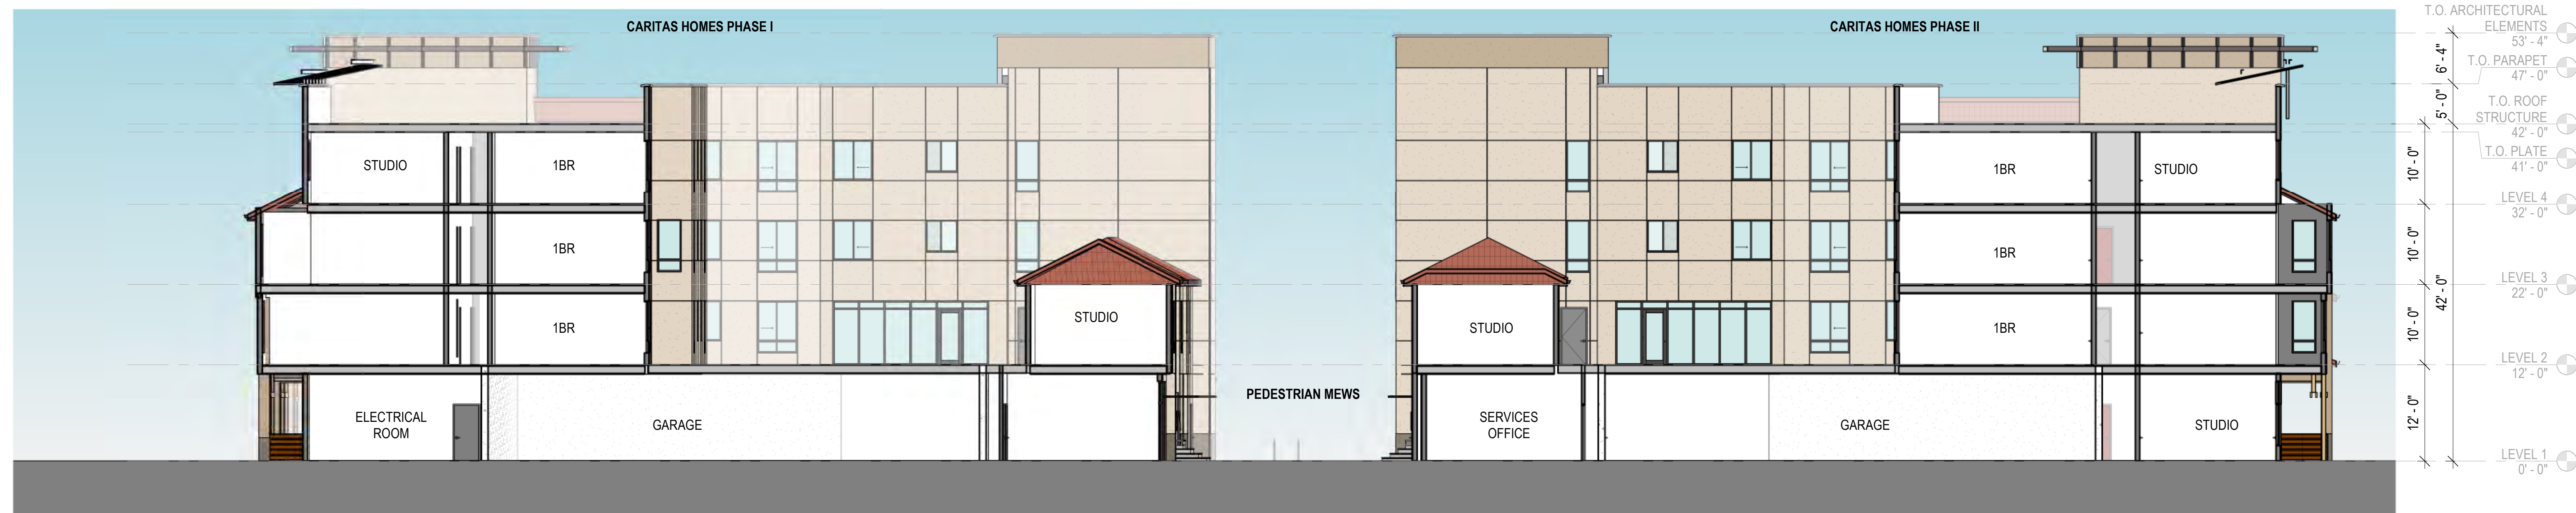 CARITAS HOMES PHASE I
CARITAS HOMES PHASE II
STUDIO
1BR
1BR
1BR
STUDIO
ELECTRICAL
ROOM
GARAGE
PEDESTRIAN MEWS
1BR
STUDIO
1BR
STUDIO
1BR
SERVICES
OFFICE
GARAGE
STUDIO
6' - 4"
5' - 0"
10' - 0"
10' - 0"
10' - 0"
12' - 0"
42' - 0"
T.O. ARCHITECTURAL
ELEMENTS
53' - 4"
T.O. PARAPET
47' - 0"
T.O. ROOF
STRUCTURE
42' - 0"
T.O. PLATE
41' - 0"
LEVEL 4
32' - 0"
LEVEL 3
22' - 0"
LEVEL 2
12' - 0"
LEVEL 1
0' - 0"